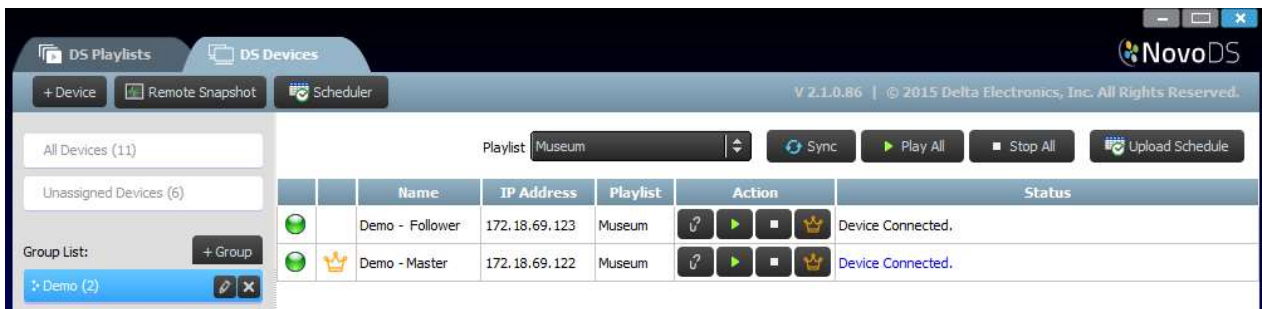 DS Playlists DS Devices NovoDS
+ Device Remote Snapshot Scheduler V 2.1.0.86 | © 2015 Delta Electronics, Inc. All Rights Reserved.
All Devices (11)
Playlist Museum Sync Play All Stop All Upload Schedule
Unassigned Devices (6)
Name IP Address Playlist Action Status
Demo - Follower 172.18.69.123 Museum Device Connected.
Group List: + Group
Demo - Master 172.18.69.122 Museum Device Connected.
Demo (2)